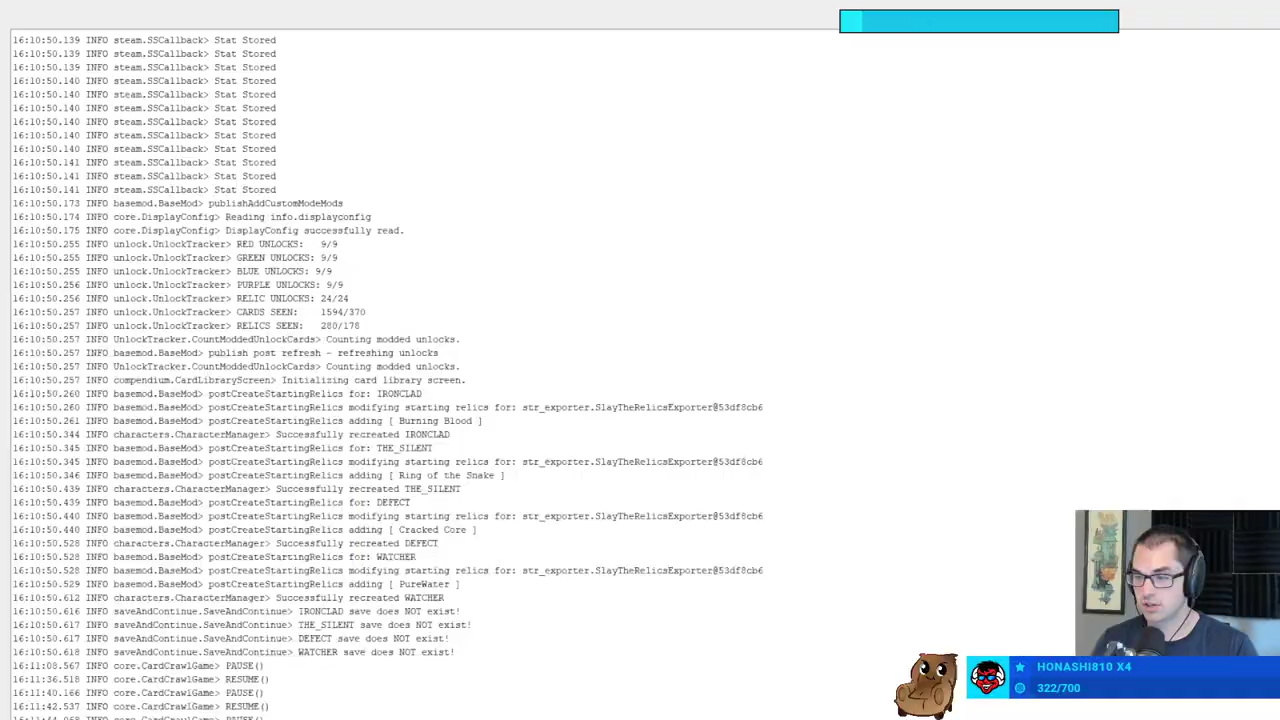 16:10:50.139 INFO steam.SSCallback> Stat Stored
16:10:50.139 INFO steam.SSCallback> Stat Stored
16:10:50.139 INFO steam.SSCallback> Stat Stored
16:10:50.140 INFO steam.SSCallback> Stat Stored
16:10:50.140 INFO steam.SSCallback> Stat Stored
16:10:50.140 INFO steam.SSCallback> Stat Stored
16:10:50.140 INFO steam.SSCallback> Stat Stored
16:10:50.140 INFO steam.SSCallback> Stat Stored
16:10:50.140 INFO steam.SSCallback> Stat Stored
16:10:50.141 INFO steam.SSCallback> Stat Stored
16:10:50.141 INFO steam.SSCallback> Stat Stored
16:10:50.141 INFO steam.SSCallback> Stat Stored
16:10:50.173 INFO basemod.BaseMod> publishAddCustomModeMods
16:10:50.174 INFO core.DisplayConfig> Reading info.displayconfig
16:10:50.175 INFO core.DisplayConfig> DisplayConfig successfully read.
16:10:50.255 INFO unlock.UnlockTracker> RED UNLOCKS: 9/9
16:10:50.255 INFO unlock.UnlockTracker> GREEN UNLOCKS: 9/9
16:10:50.255 INFO unlock.UnlockTracker> BLUE UNLOCKS: 9/9
16:10:50.256 INFO unlock.UnlockTracker> PURPLE UNLOCKS: 9/9
16:10:50.256 INFO unlock.UnlockTracker> RELIC UNLOCKS: 24/24
16:10:50.257 INFO unlock.UnlockTracker> CARDS SEEN: 1594/370
16:10:50.257 INFO unlock.UnlockTracker> RELICS SEEN: 280/178
16:10:50.257 INFO UnlockTracker.CountModdedUnlockCards> Counting modded unlocks.
16:10:50.257 INFO basemod.BaseMod> publish post refresh - refreshing unlocks
16:10:50.257 INFO UnlockTracker.CountModdedUnlockCards> Counting modded unlocks.
16:10:50.257 INFO compendium.CardLibraryScreen> Initializing card library screen.
16:10:50.260 INFO basemod.BaseMod> postCreateStartingRelics for: IRONCLAD
16:10:50.260 INFO basemod.BaseMod> postCreateStartingRelics modifying starting relics for: str_exporter.SlayTheRelicsExporter@53df8cb6
16:10:50.261 INFO basemod.BaseMod> postCreateStartingRelics adding [ Burning Blood ]
16:10:50.344 INFO characters.CharacterManager> Successfully recreated IRONCLAD
16:10:50.345 INFO basemod.BaseMod> postCreateStartingRelics for: THE_SILENT
16:10:50.345 INFO basemod.BaseMod> postCreateStartingRelics modifying starting relics for: str_exporter.SlayTheRelicsExporter@53df8cb6
16:10:50.346 INFO basemod.BaseMod> postCreateStartingRelics adding [ Ring of the Snake ]
16:10:50.439 INFO characters.CharacterManager> Successfully recreated THE_SILENT
16:10:50.439 INFO basemod.BaseMod> postCreateStartingRelics for: DEFECT
16:10:50.440 INFO basemod.BaseMod> postCreateStartingRelics modifying starting relics for: str_exporter.SlayTheRelicsExporter@53df8cb6
16:10:50.440 INFO basemod.BaseMod> postCreateStartingRelics adding [ Cracked Core ]
16:10:50.528 INFO characters.CharacterManager> Successfully recreated DEFECT
16:10:50.528 INFO basemod.BaseMod> postCreateStartingRelics for: WATCHER
16:10:50.528 INFO basemod.BaseMod> postCreateStartingRelics modifying starting relics for: str_exporter.SlayTheRelicsExporter@53df8cb6
16:10:50.529 INFO basemod.BaseMod> postCreateStartingRelics adding [ PureWater ]
16:10:50.612 INFO characters.CharacterManager> Successfully recreated WATCHER
16:10:50.616 INFO saveAndContinue.SaveAndContinue> IRONCLAD save does NOT exist!
16:10:50.617 INFO saveAndContinue.SaveAndContinue> THE_SILENT save does NOT exist!
16:10:50.617 INFO saveAndContinue.SaveAndContinue> DEFECT save does NOT exist!
16:10:50.618 INFO saveAndContinue.SaveAndContinue> WATCHER save does NOT exist!
16:11:08.567 INFO core.CardCrawlGame> PAUSE()
16:11:36.518 INFO core.CardCrawlGame> RESUME()
16:11:40.166 INFO core.CardCrawlGame> PAUSE()
16:11:42.537 INFO core.CardCrawlGame> RESUME()
16:11:44.068 INFO core.CardCrawlGame> PAUSE()
HONASHI810 X4
322/700